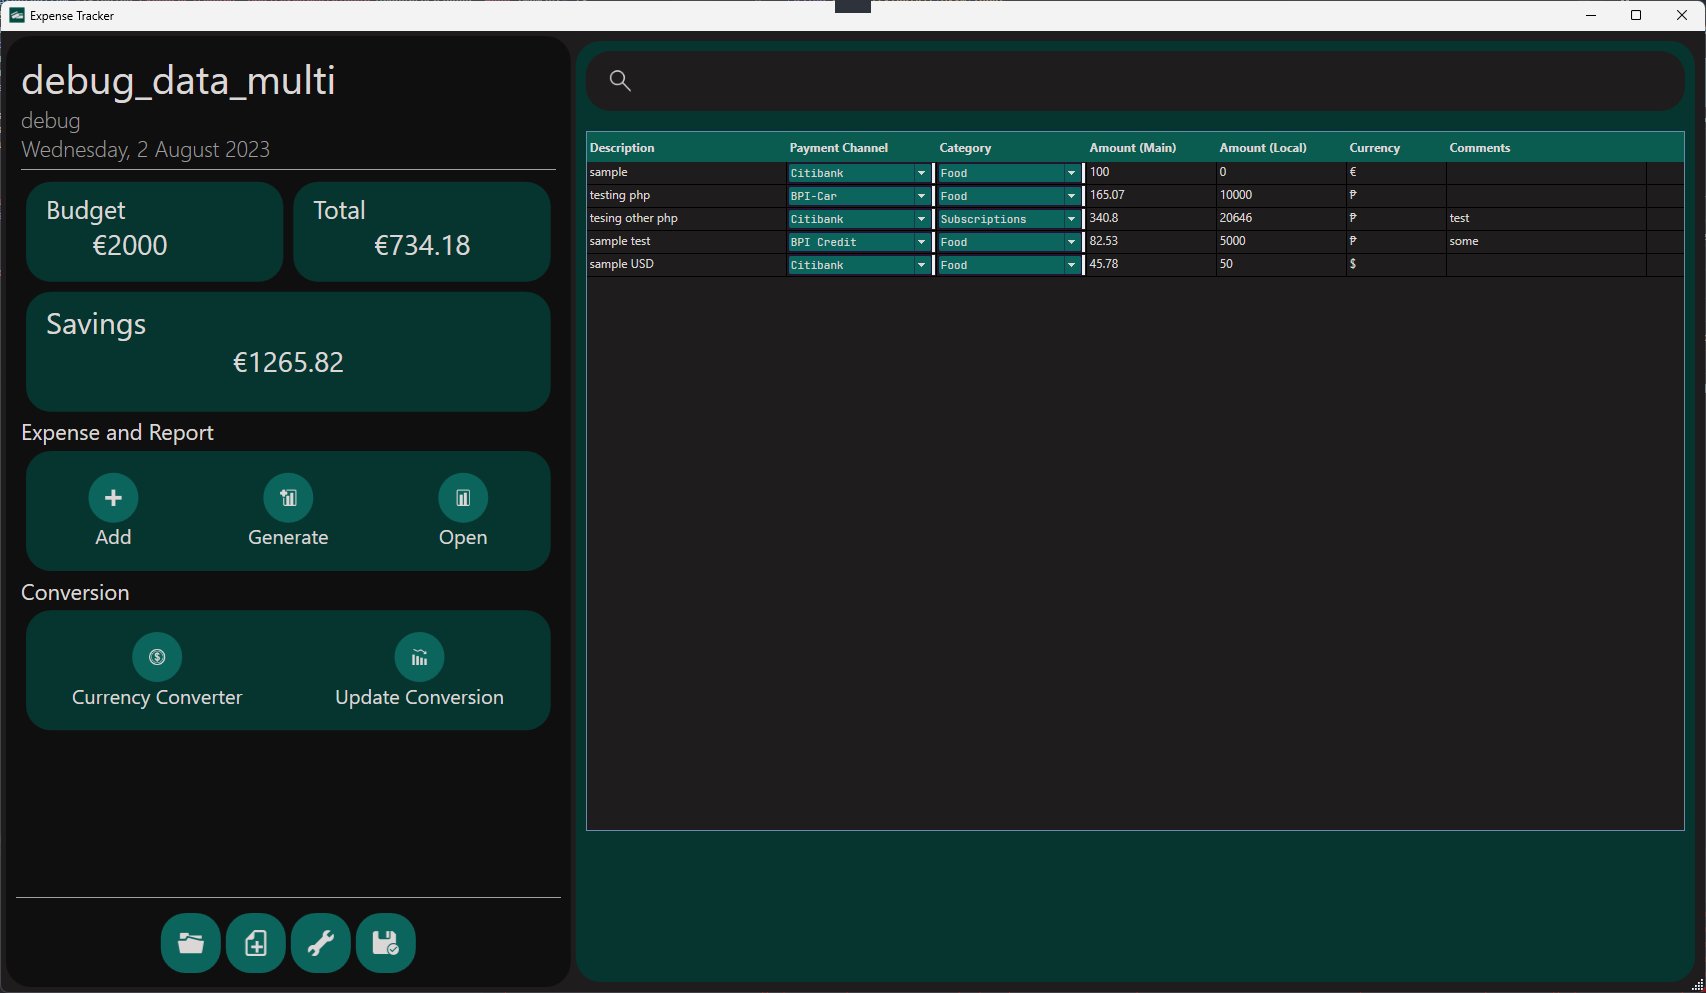 Expense Tracker
debug_data_multi
debug
Wednesday, 2 August 2023
Budget
€2000
Total
€734.18
Savings
€1265.82
Expense and Report
Add
Generate
Open
Conversion
Currency Converter
Update Conversion
Description Payment Channel Category Amount (Main) Amount (Local) Currency Comments
sample Citibank Food 100 0 €
testing php BPI-Car Food 165.07 10000 ₱
tesing other php Citibank Subscriptions 340.8 20646 ₱ test
sample test BPI Credit Food 82.53 5000 ₱ some
sample USD Citibank Food 45.78 50 $